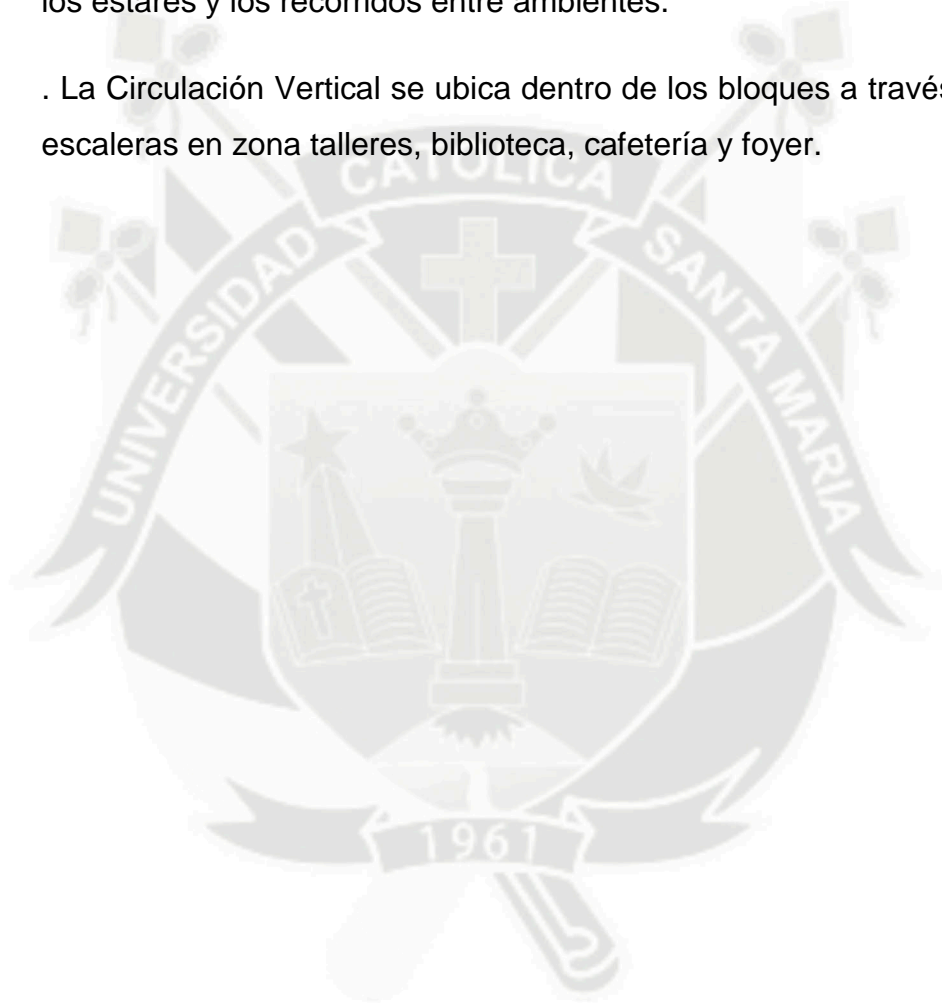 los estares y los recorridos entre ambientes.
. La Circulación Vertical se ubica dentro de los bloques a través
escaleras en zona talleres, biblioteca, cafetería y foyer.
UNIVERSIDAD CATOLICA SANTA MARIA
1961